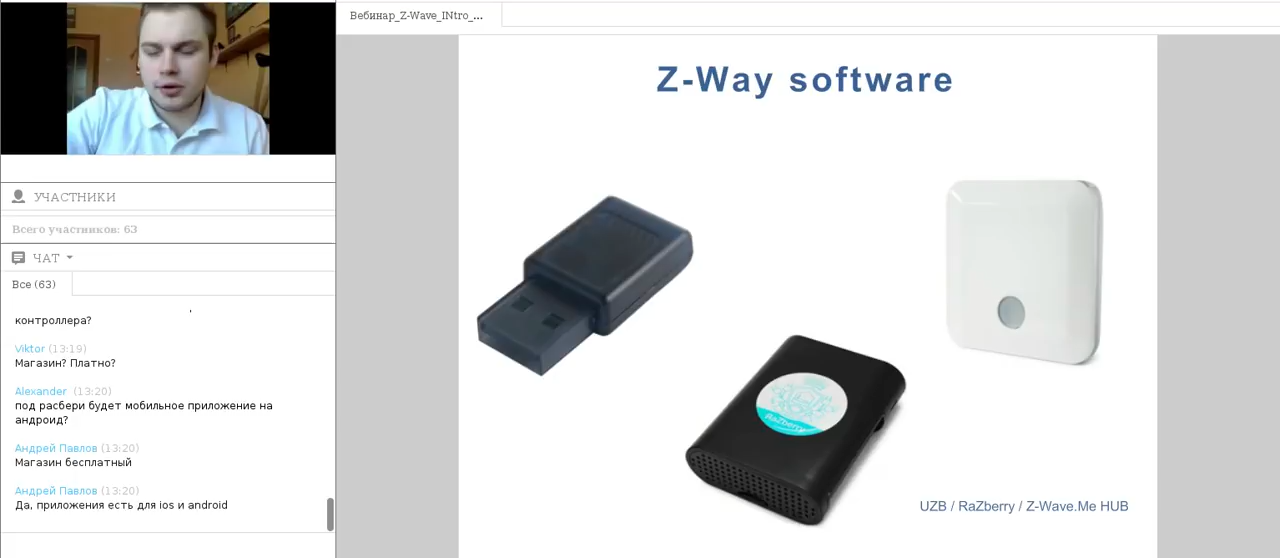 Вебинар_Z-Wave_INtro_...
Z-Way software
УЧАСТНИКИ
Всего участников: 63
ЧАТ
Все (63)
контроллера?
Viktor (13:19)
Магазин? Платно?
Alexander (13:20)
под расбери будет мобильное приложение на
андроид?
Андрей Павлов (13:20)
Магазин бесплатный
Андрей Павлов (13:20)
Да, приложения есть для ios и android
RaZberry
UZB / RaZberry / Z-Wave.Me HUB